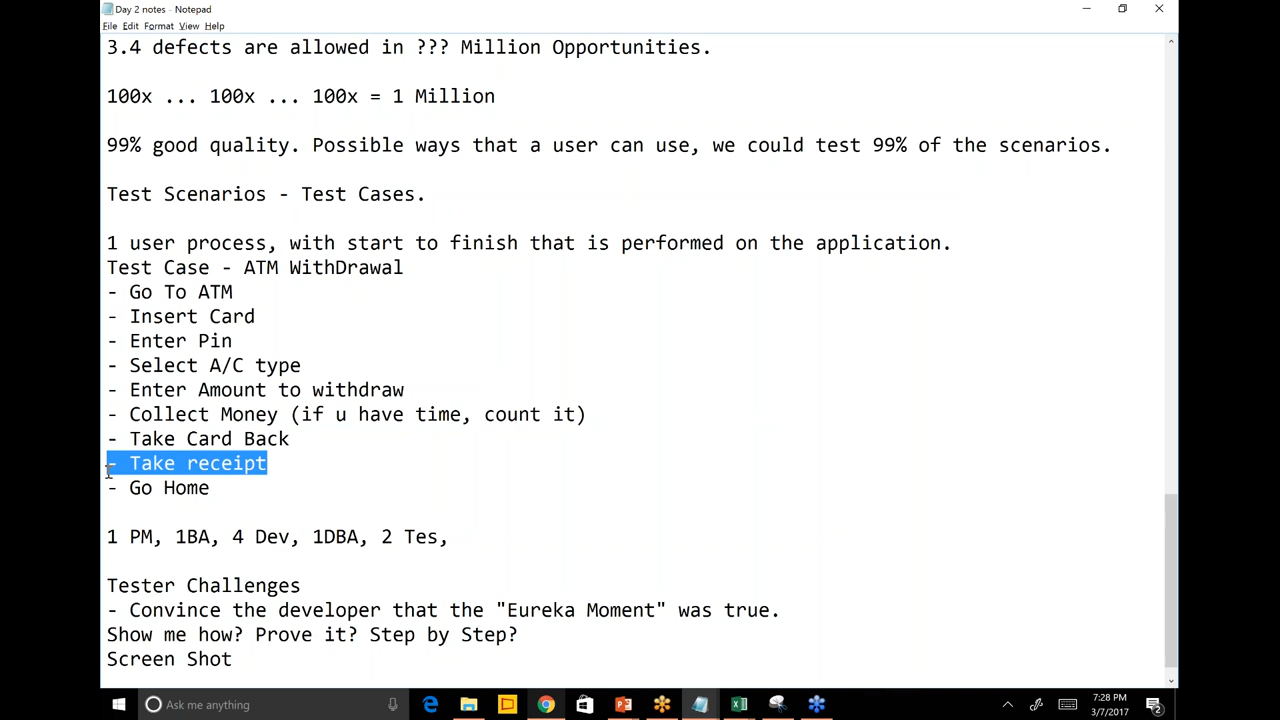 Day 2 notes - Notepad
File Edit Format View Help
3.4 defects are allowed in ??? Million Opportunities.
100x ... 100x ... 100x = 1 Million
99% good quality. Possible ways that a user can use, we could test 99% of the scenarios.
Test Scenarios - Test Cases.
1 user process, with start to finish that is performed on the application.
Test Case - ATM WithDrawal
- Go To ATM
- Insert Card
- Enter Pin
- Select A/C type
- Enter Amount to withdraw
- Collect Money (if u have time, count it)
- Take Card Back
- Take receipt
- Go Home
1 PM, 1BA, 4 Dev, 1DBA, 2 Tes,
Tester Challenges
- Convince the developer that the "Eureka Moment" was true.
Show me how? Prove it? Step by Step?
Screen Shot
Ask me anything
7:28 PM
3/7/2017
2